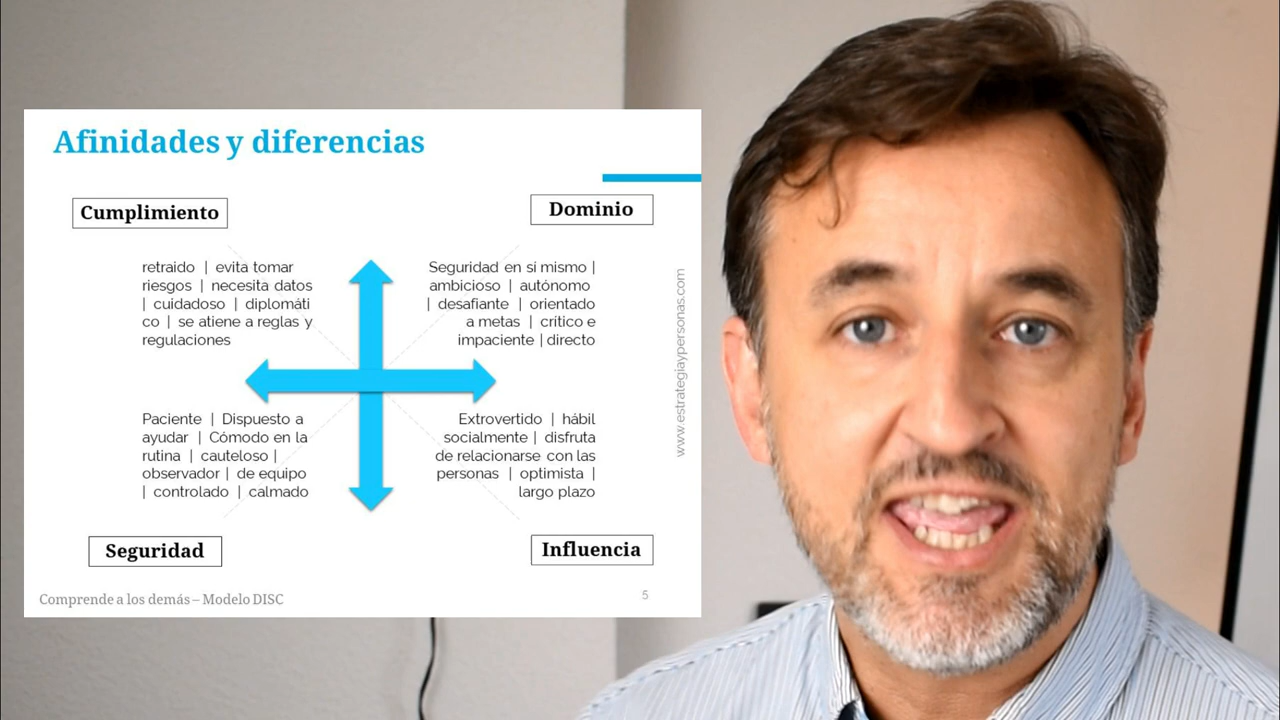 Afinidades y diferencias
Cumplimiento
Dominio
retraido | evita tomar
riesgos | necesita datos
| cuidadoso | diplomáti
co | se atiene a reglas y
regulaciones
Seguridad en sí mismo |
ambicioso | autónomo
| desafiante | orientado
a metas | crítico e
impaciente | directo
Paciente | Dispuesto a
ayudar | Cómodo en la
rutina | cauteloso |
observador | de equipo
| controlado | calmado
Extrovertido | hábil
socialmente | disfruta
de relacionarse con las
personas | optimista |
largo plazo
Seguridad
Influencia
www.estrategiaypersonas.com
Comprende a los demás – Modelo DISC
5